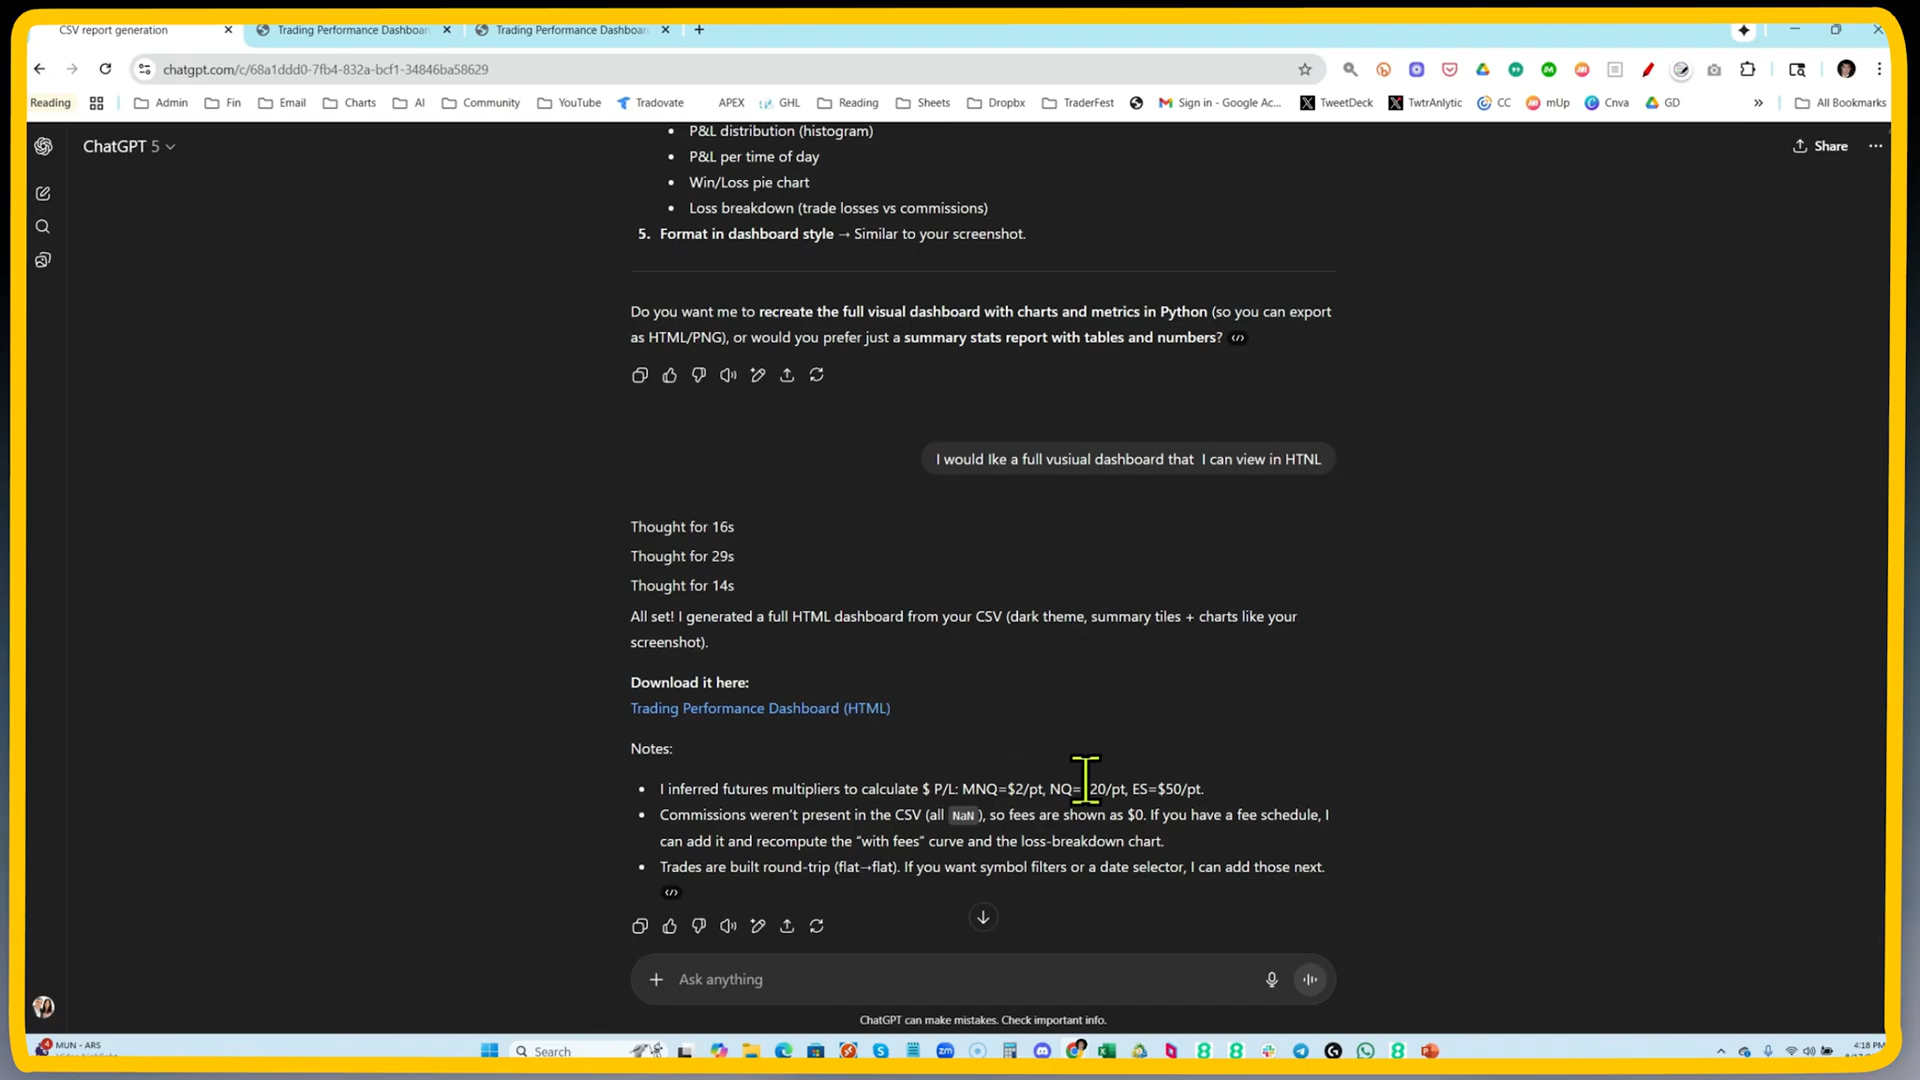 CSV report generation
Trading Performance Dashboar
Trading Performance Dashboar
chatgpt.com/c/68a1ddd0-7fb4-832a-bcf1-34846ba58629
Reading
Admin
Fin
Email
Charts
AI
Community
YouTube
Tradovate
APEX
GHL
Reading
Sheets
Dropbx
TraderFest
Sign in - Google Ac...
TweetDeck
TwtrAnlytic
CC
mUp
Cnva
GD
All Bookmarks
ChatGPT 5
Share
• P&L distribution (histogram)
• P&L per time of day
• Win/Loss pie chart
• Loss breakdown (trade losses vs commissions)
5. Format in dashboard style → Similar to your screenshot.
Do you want me to recreate the full visual dashboard with charts and metrics in Python (so you can export
as HTML/PNG), or would you prefer just a summary stats report with tables and numbers?
I would lke a full vusiual dashboard that I can view in HTNL
Thought for 16s
Thought for 29s
Thought for 14s
All set! I generated a full HTML dashboard from your CSV (dark theme, summary tiles + charts like your
screenshot).
Download it here:
Trading Performance Dashboard (HTML)
Notes:
• I inferred futures multipliers to calculate $ P/L: MNQ=$2/pt, NQ= 20/pt, ES=$50/pt.
• Commissions weren't present in the CSV (all NaN), so fees are shown as $0. If you have a fee schedule, I
can add it and recompute the "with fees" curve and the loss-breakdown chart.
• Trades are built round-trip (flat→flat). If you want symbol filters or a date selector, I can add those next.
Ask anything
ChatGPT can make mistakes. Check important info.
MUN - ARS
Search
4:18 PM